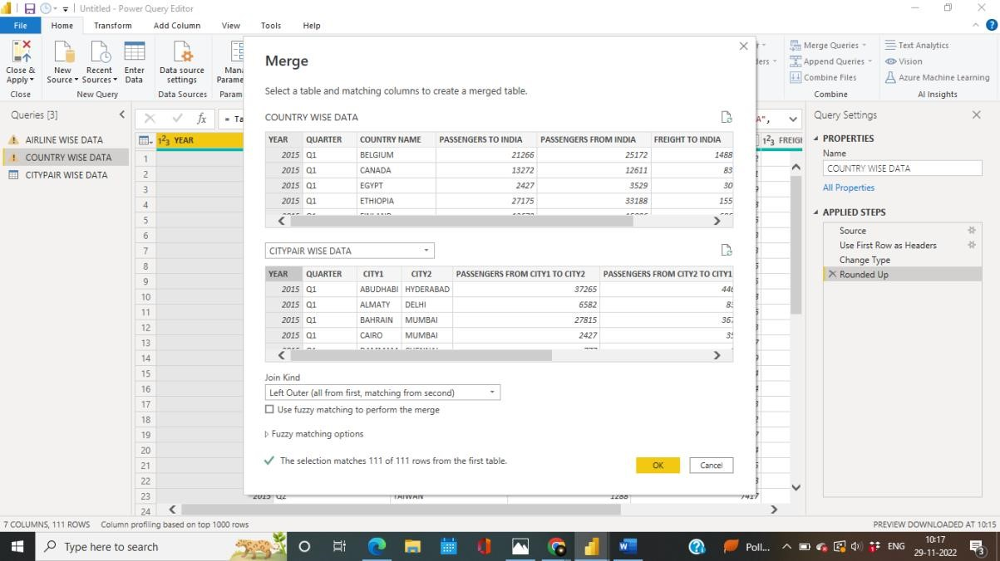 Untitled - Power Query Editor
File Home Transform Add Column View Tools Help
Close & Apply
New Source
Recent Sources
Enter Data
Data source settings
Mana Parame
Merge Queries
Append Queries
Combine Files
Text Analytics
Vision
Azure Machine Learning
Close New Query Data Sources Param Combine AI Insights
Queries [3]
AIRLINE WISE DATA
COUNTRY WISE DATA
CITYPAIR WISE DATA
fx = Ta
1 2 3 YEAR
1
2
3
4
5
6
7
8
9
10
11
12
13
14
15
16
17
18
19
20
21
22
23
24
Merge
Select a table and matching columns to create a merged table.
COUNTRY WISE DATA
YEAR QUARTER COUNTRY NAME PASSENGERS TO INDIA PASSENGERS FROM INDIA FREIGHT TO INDIA
2015 Q1 BELGIUM 21266 25172 1488
2015 Q1 CANADA 13272 12611 83
2015 Q1 EGYPT 2427 3529 30
2015 Q1 ETHIOPIA 27175 33188 155
CITYPAIR WISE DATA
YEAR QUARTER CITY1 CITY2 PASSENGERS FROM CITY1 TO CITY2 PASSENGERS FROM CITY2 TO CITY1
2015 Q1 ABUDHABI HYDERABAD 37265 446
2015 Q1 ALMATY DELHI 6582
2015 Q1 BAHRAIN MUMBAI 27815 367
2015 Q1 CAIRO MUMBAI 2427
Join Kind
Left Outer (all from first, matching from second)
Use fuzzy matching to perform the merge
Fuzzy matching options
The selection matches 111 of 111 rows from the first table.
OK Cancel
1 2 3 FREIG
2015 Q2 TAIWAN 1288 7417
Query Settings
PROPERTIES
Name
COUNTRY WISE DATA
All Properties
APPLIED STEPS
Source
Use First Row as Headers
Change Type
Rounded Up
7 COLUMNS, 111 ROWS Column profiling based on top 1000 rows PREVIEW DOWNLOADED AT 10:15
Type here to search
Poll...
ENG
10:17
29-11-2022
3